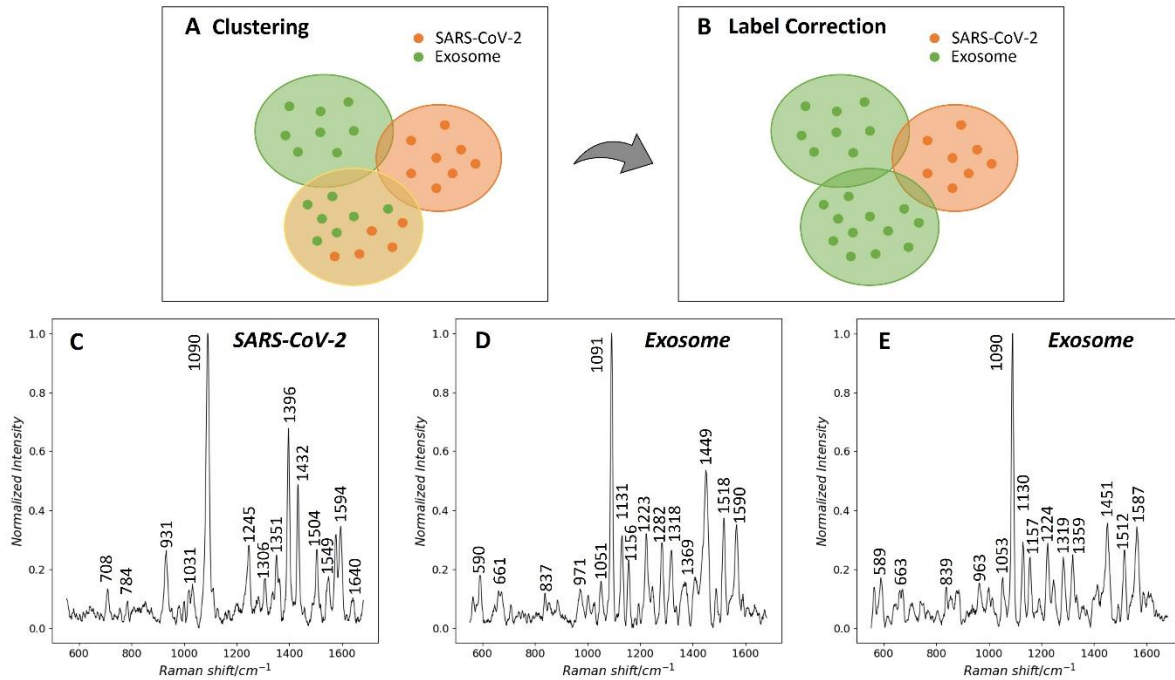 A Clustering
SARS-CoV-2
Exosome
B Label Correction
SARS-CoV-2
Exosome
C
SARS-CoV-2
1.0
0.8
0.6
0.4
0.2
0.0
Normalized Intensity
708
784
931
1031
1090
1245
1306
1351
1396
1432
1504
1549
1594
1640
600 800 1000 1200 1400 1600
Raman shift/cm⁻¹
D
Exosome
1.0
0.8
0.6
0.4
0.2
0.0
Normalized Intensity
590
661
837
971
1051
1091
1131
1156
1223
1282
1318
1369
1449
1518
1590
600 800 1000 1200 1400 1600
Raman shift/cm⁻¹
E
Exosome
1.0
0.8
0.6
0.4
0.2
0.0
Normalized Intensity
589
663
839
963
1053
1090
1130
1157
1224
1319
1359
1451
1512
1587
600 800 1000 1200 1400 1600
Raman shift/cm⁻¹